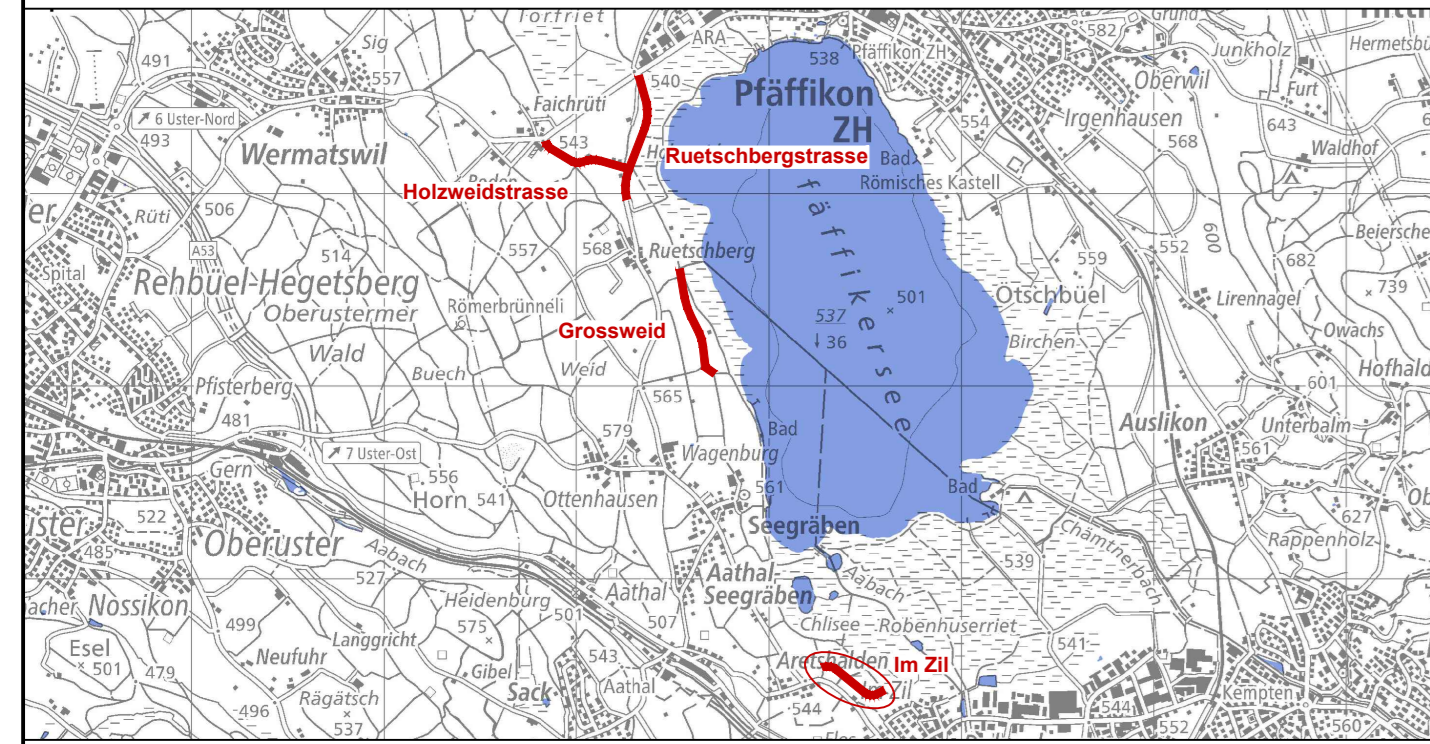 Torfriet
ARA
538
Pfäffikon ZH
Grund
582
Junkholz
Hermetsbü
Sig
557
491
540
Oberwil
Furt
Faichrüti
Pfäffikon
ZH
6 Uster-Nord
493
543
554
Irgenhausen
643
568
Waldhof
Wermatswil
Ruetschbergstrasse
Bad
Römisches Kastell
Holzweidstrasse
Rüti
506
A53
514
557
568
Ruetschberg
fäffikersee
600
552
Beiersche
Spital
559
682
739
Rehbüel-Hegetsberg
Oberustermer
Wald
Römerbrünneli
501
Otschbüel
Lirennagel
537
36
Owachs
Grossweid
Birchen
Buech
Weid
Pfisterberg
481
565
601
Hofhald
Auslikon
Unterbalm
579
Bad
7 Uster-Ost
Gern
556
Wagenburg
561
561
Horn
541
Ottenhausen
Bad
522
uster
485
Oberuster
Aabach
Seegräben
627
Rappenholz
Chämtnerbach
539
527
Aathal
Seegräben
Aabach
Aathal
Nossikon
Heidenburg
501
507
575
Chlisee
Robenhuserriet
499
Langgricht
541
Esel
501
479
Neufuhr
Gibel
543
Aretshalden
Im Zil
Sack
Aathal
Rägätsch
496
537
544
Kempten
544
552
560